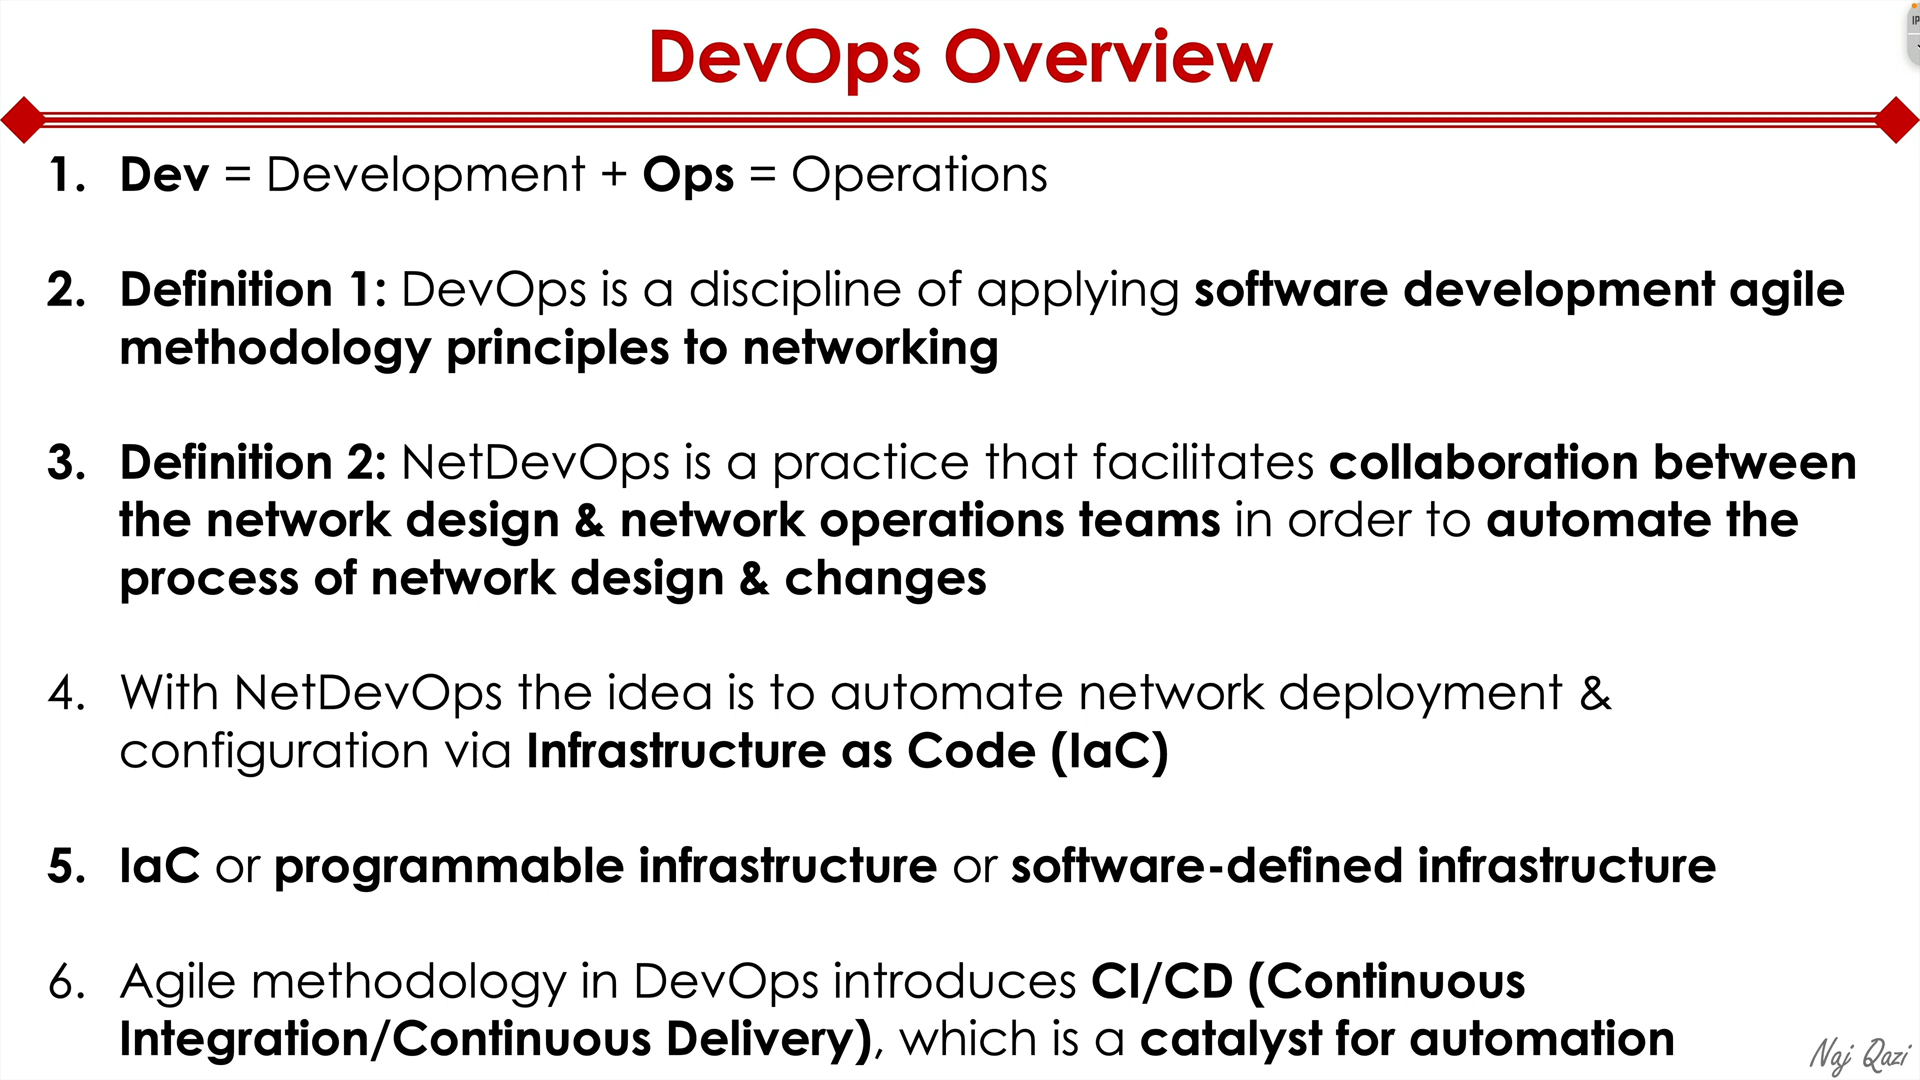 DevOps Overview
1. Dev = Development + Ops = Operations
2. Definition 1: DevOps is a discipline of applying software development agile
methodology principles to networking
3. Definition 2: NetDevOps is a practice that facilitates collaboration between
the network design & network operations teams in order to automate the
process of network design & changes
4. With NetDevOps the idea is to automate network deployment &
configuration via Infrastructure as Code (IaC)
5. IaC or programmable infrastructure or software-defined infrastructure
6. Agile methodology in DevOps introduces CI/CD (Continuous
Integration/Continuous Delivery), which is a catalyst for automation
Naj Qazi